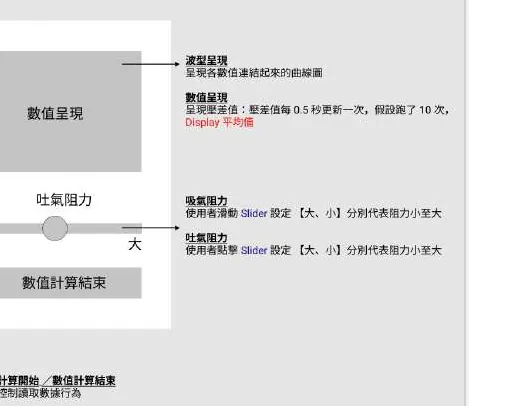 波型呈現
呈現各數值連結起來的曲線圖
數值呈現
數值呈現
呈現壓差值：壓差值每 0.5 秒更新一次，假設跑了 10 次，
Display 平均值
吐氣阻力
大
吸氣阻力
使用者滑動 Slider 設定 【大、小】分別代表阻力小至大
吐氣阻力
使用者點擊 Slider 設定 【大、小】分別代表阻力小至大
數值計算結束
計算開始 ／數值計算結束
控制讀取數據行為